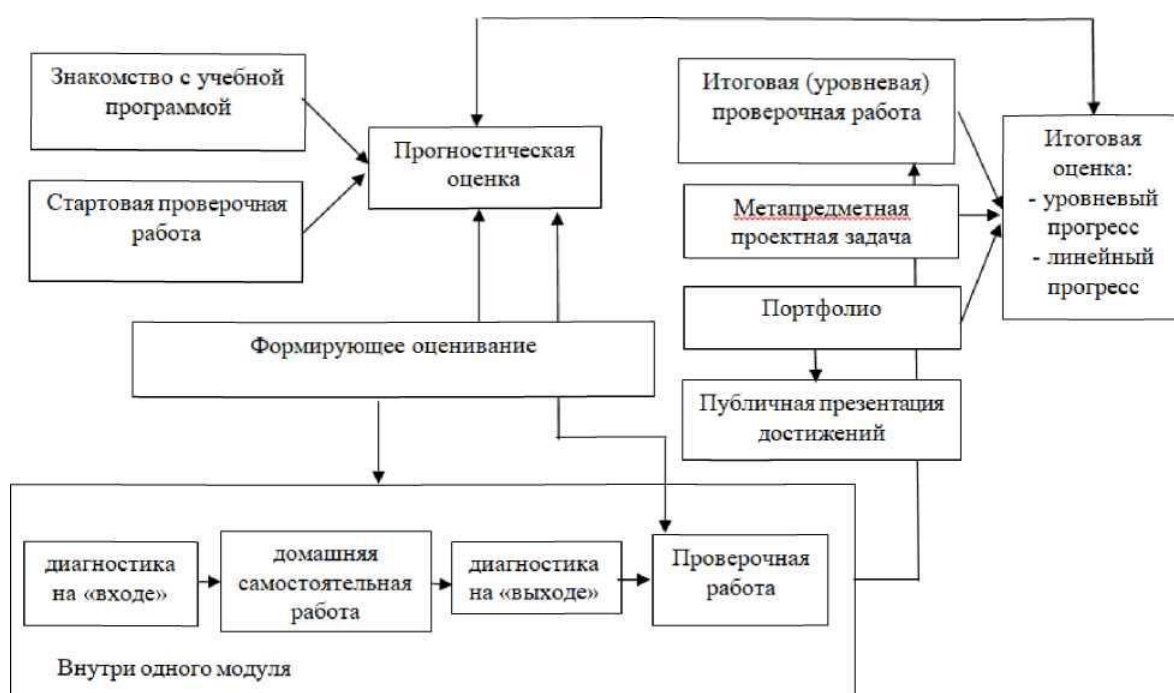 Знакомство с учебной
программой
Стартовая проверочная
работа
Прогностическая
оценка
Итоговая (уровневая)
проверочная работа
Метапредметная
проектная задача
Портфолио
Публичная презентация
достижений
Итоговая
оценка:
- уровневый
прогресс
- линейный
прогресс
Формирующее оценивание
диагностика
на «входе»
домашняя
самостоятельная
работа
диагностика
на «выходе»
Проверочная
работа
Внутри одного модуля